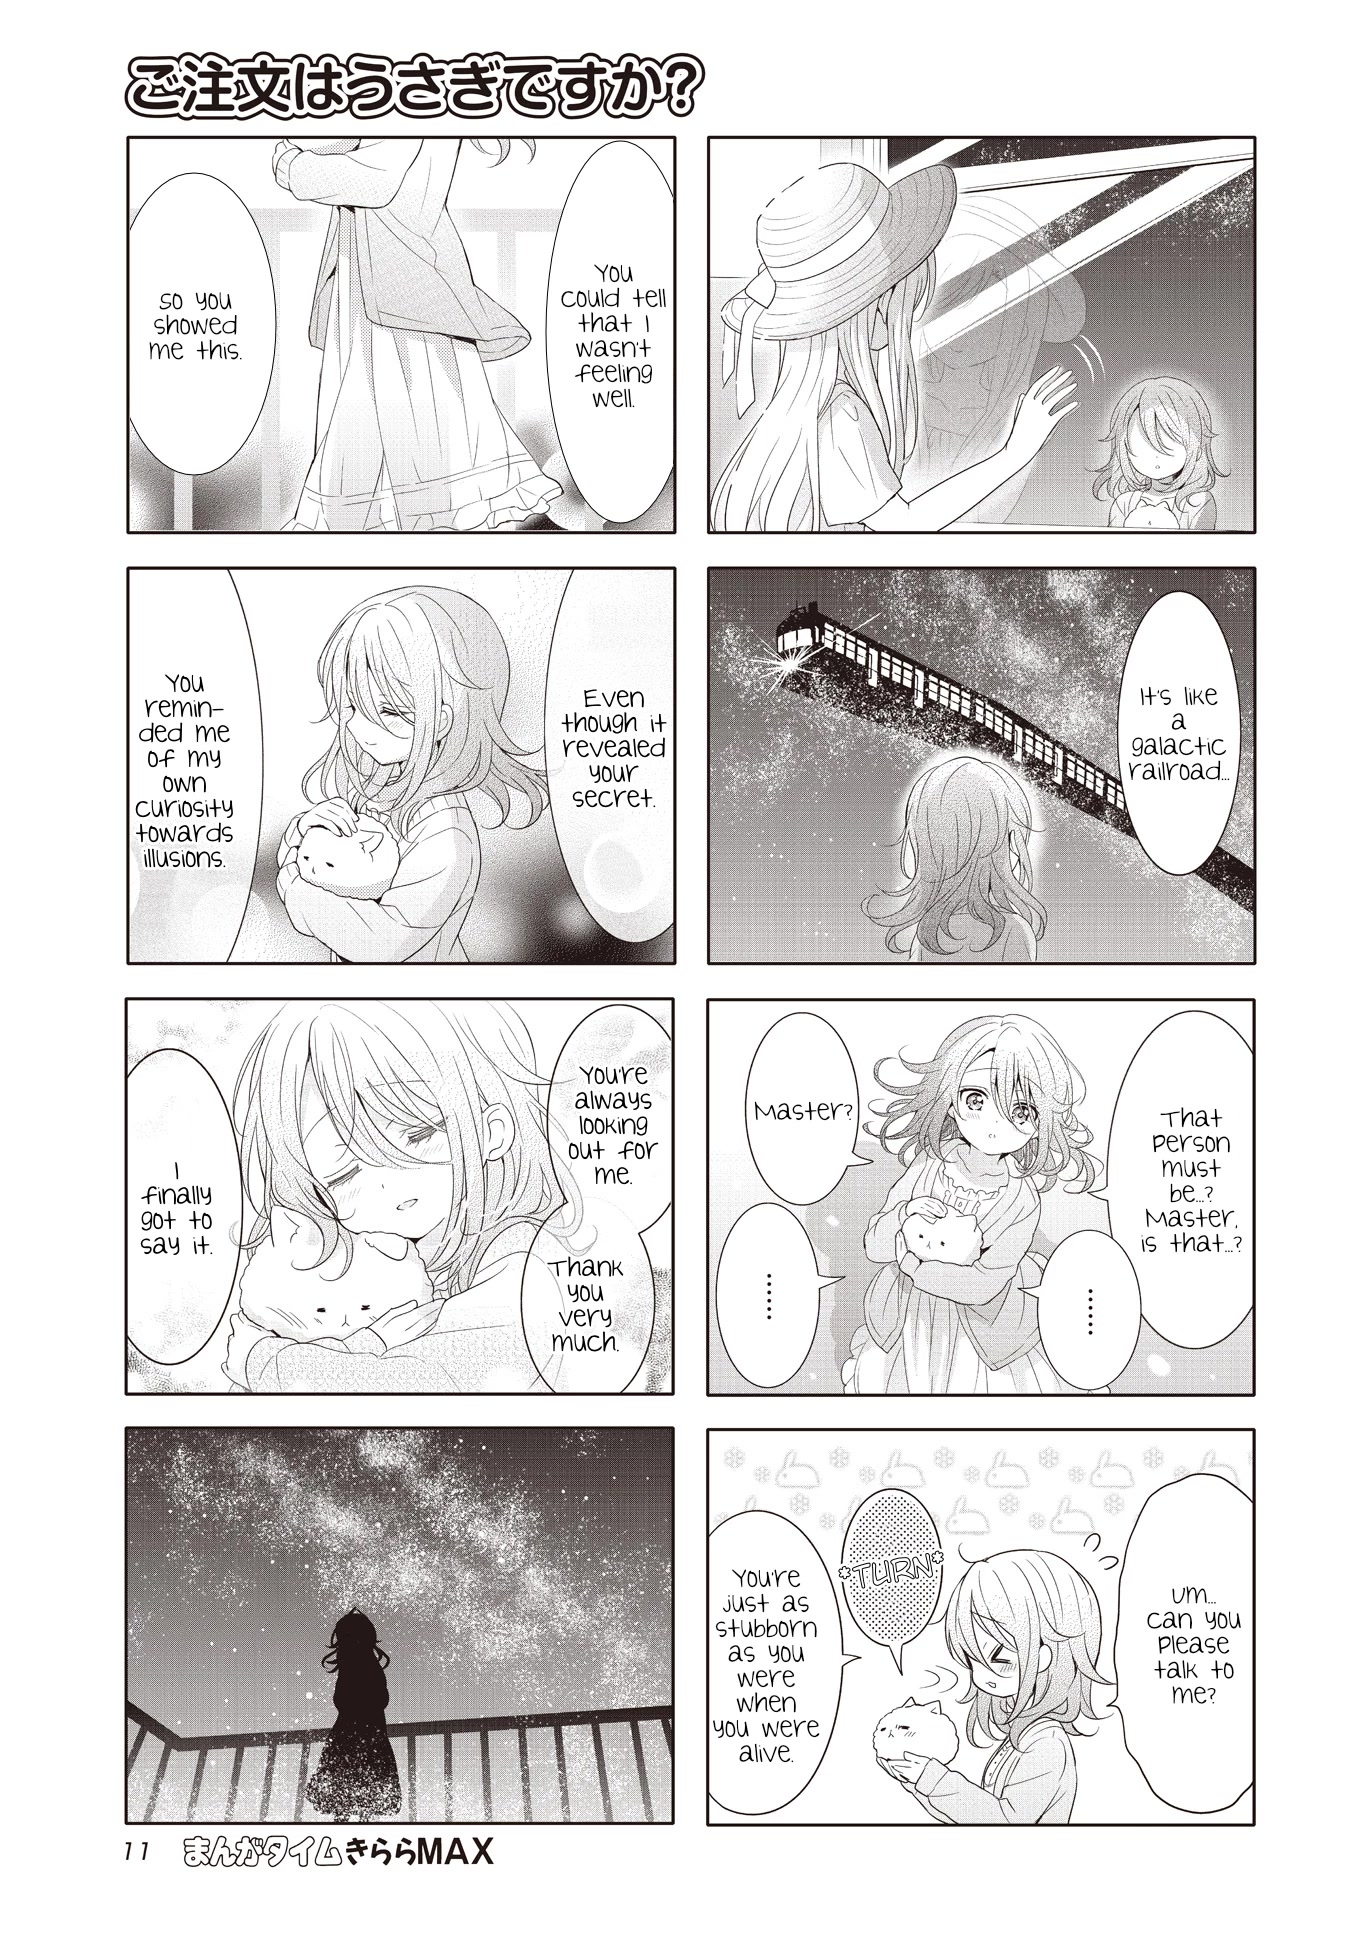 ご注文はうさぎですか?
It's like
a
galactic
railroad...
That
person
must
be...?
Master,
is that...?
Master?
......
......
Um...
can you
please
talk to
me?
*TURN*
You're
just as
stubborn
as you
were
when
you were
alive.
You
could tell
that I
wasn't
feeling
well.
So you
showed
me this.
Even
though it
revealed
your
secret.
You
remin-
ded me
of my
own
curiosity
towards
illusions.
You're
always
looking
out for
me.
Thank
you
very
much.
I
finally
got to
say it.
11 まんがタイムきららMAX